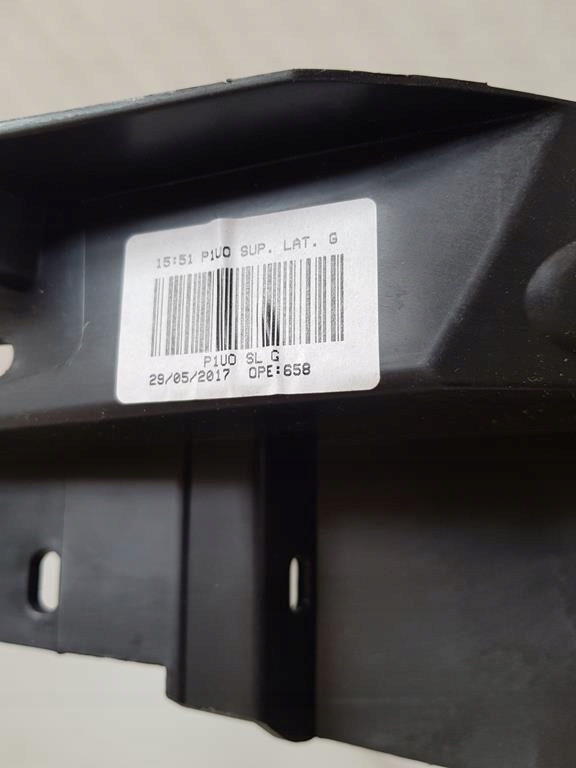 15:51 P1UO SUP. LAT. G
P1UO SL G
29/05/2017 OPE:658